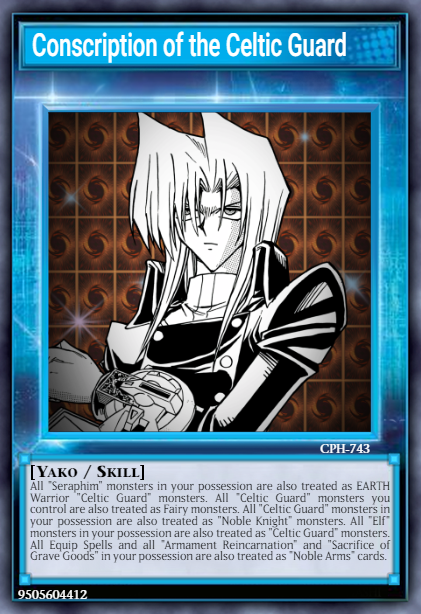 Conscription of the Celtic Guard
CPH-743
[Yako / Skill]
All "Seraphim" monsters in your possession are also treated as EARTH
Warrior "Celtic Guard" monsters. All "Celtic Guard" monsters you
control are also treated as Fairy monsters. All "Celtic Guard" monsters in
your possession are also treated as "Noble Knight" monsters. All "Elf"
monsters in your possession are also treated as "Celtic Guard" monsters.
All Equip Spells and all "Armament Reincarnation" and "Sacrifice of
Grave Goods" in your possession are also treated as "Noble Arms" cards.
9505604412